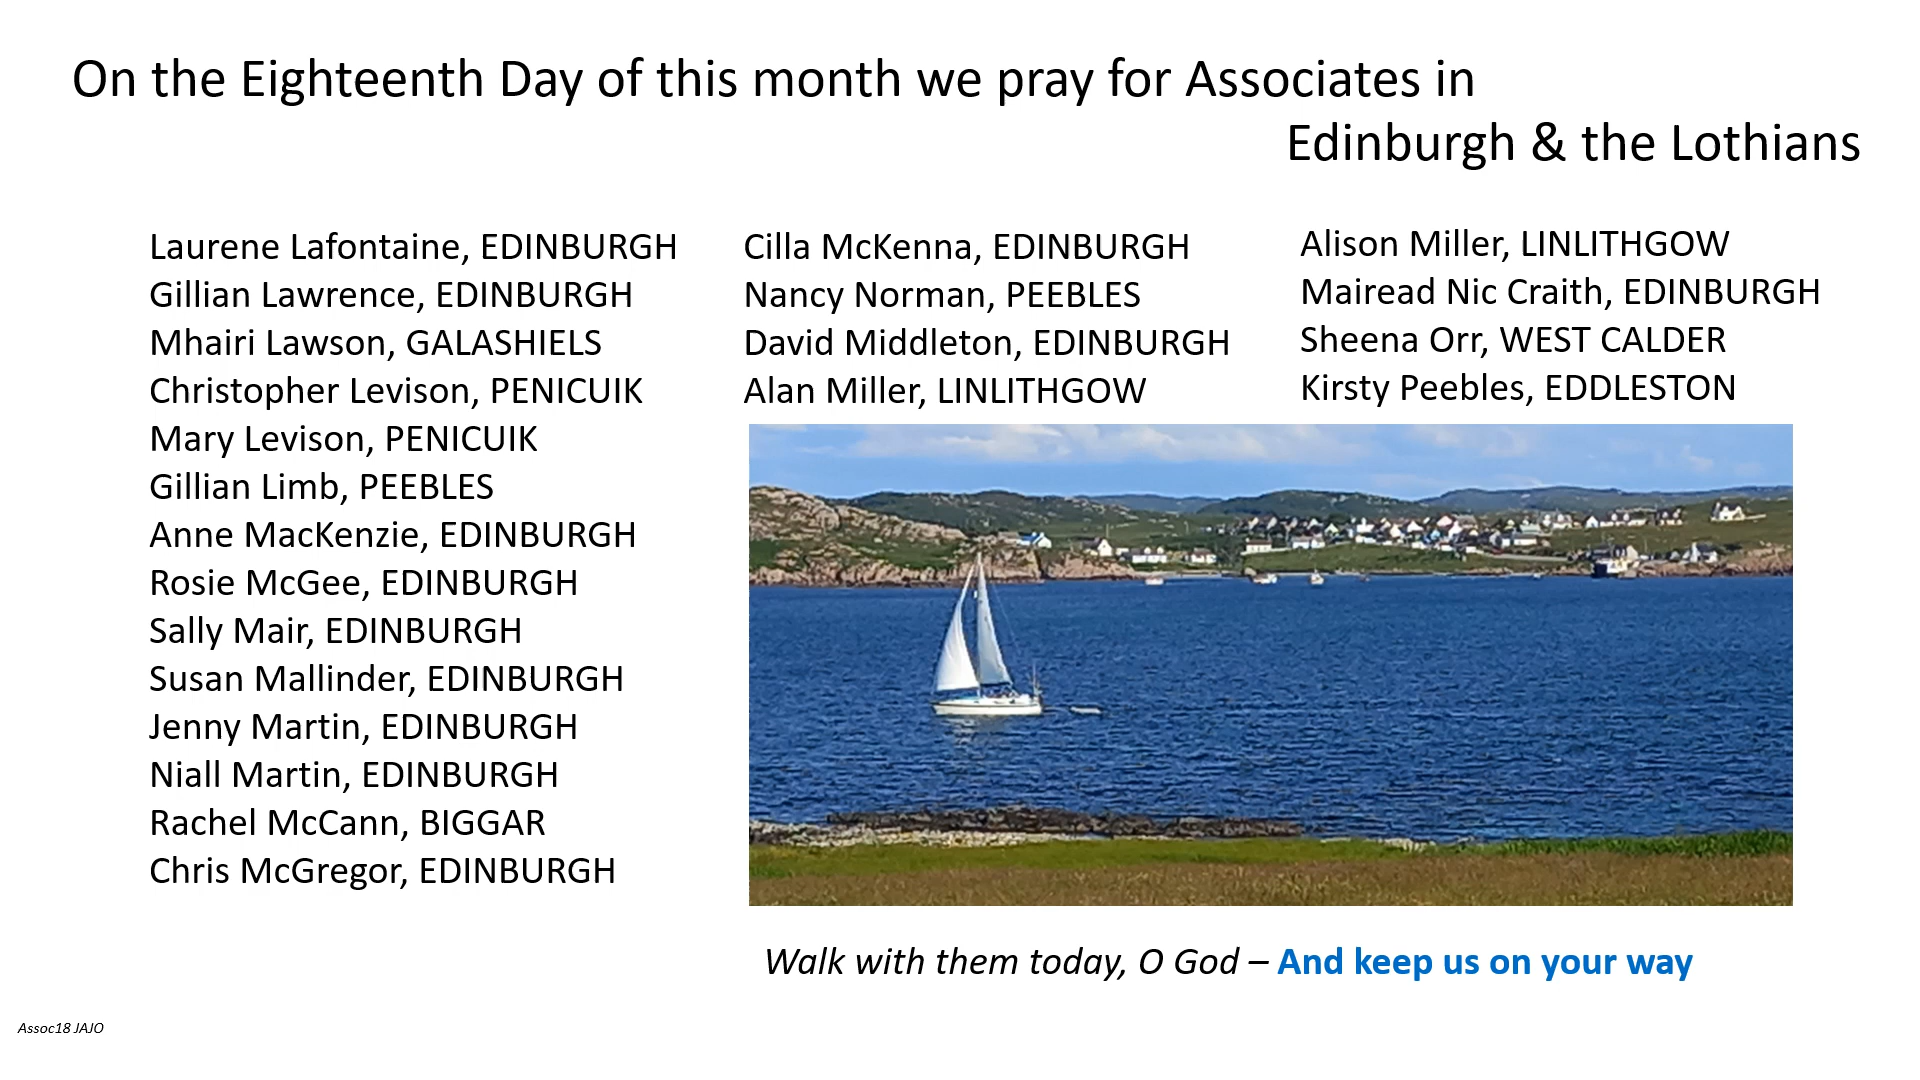 On the Eighteenth Day of this month we pray for Associates in
Edinburgh & the Lothians
Laurene Lafontaine, EDINBURGH
Gillian Lawrence, EDINBURGH
Mhairi Lawson, GALASHIELS
Christopher Levison, PENICUIK
Mary Levison, PENICUIK
Gillian Limb, PEEBLES
Anne MacKenzie, EDINBURGH
Rosie McGee, EDINBURGH
Sally Mair, EDINBURGH
Susan Mallinder, EDINBURGH
Jenny Martin, EDINBURGH
Niall Martin, EDINBURGH
Rachel McCann, BIGGAR
Chris McGregor, EDINBURGH
Cilla McKenna, EDINBURGH
Nancy Norman, PEEBLES
David Middleton, EDINBURGH
Alan Miller, LINLITHGOW
Alison Miller, LINLITHGOW
Mairead Nic Craith, EDINBURGH
Sheena Orr, WEST CALDER
Kirsty Peebles, EDDLESTON
Walk with them today, O God – And keep us on your way
Assoc18 JAJO